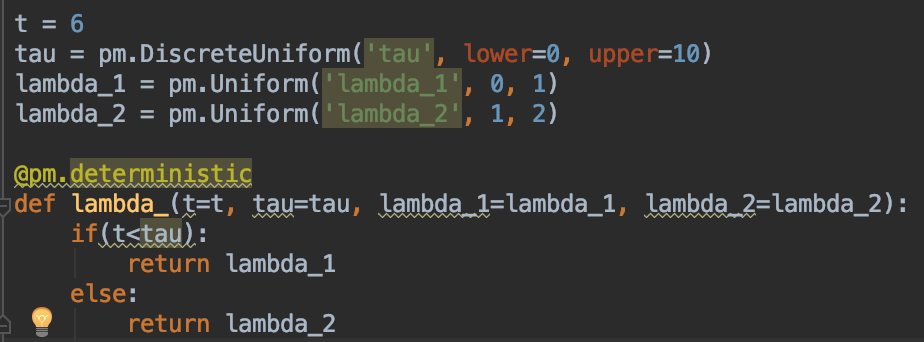 t = 6
tau = pm.DiscreteUniform('tau', lower=0, upper=10)
lambda_1 = pm.Uniform('lambda_1', 0, 1)
lambda_2 = pm.Uniform('lambda_2', 1, 2)
@pm.deterministic
def lambda_(t=t, tau=tau, lambda_1=lambda_1, lambda_2=lambda_2):
    if(t<tau):
        return lambda_1
    else:
        return lambda_2